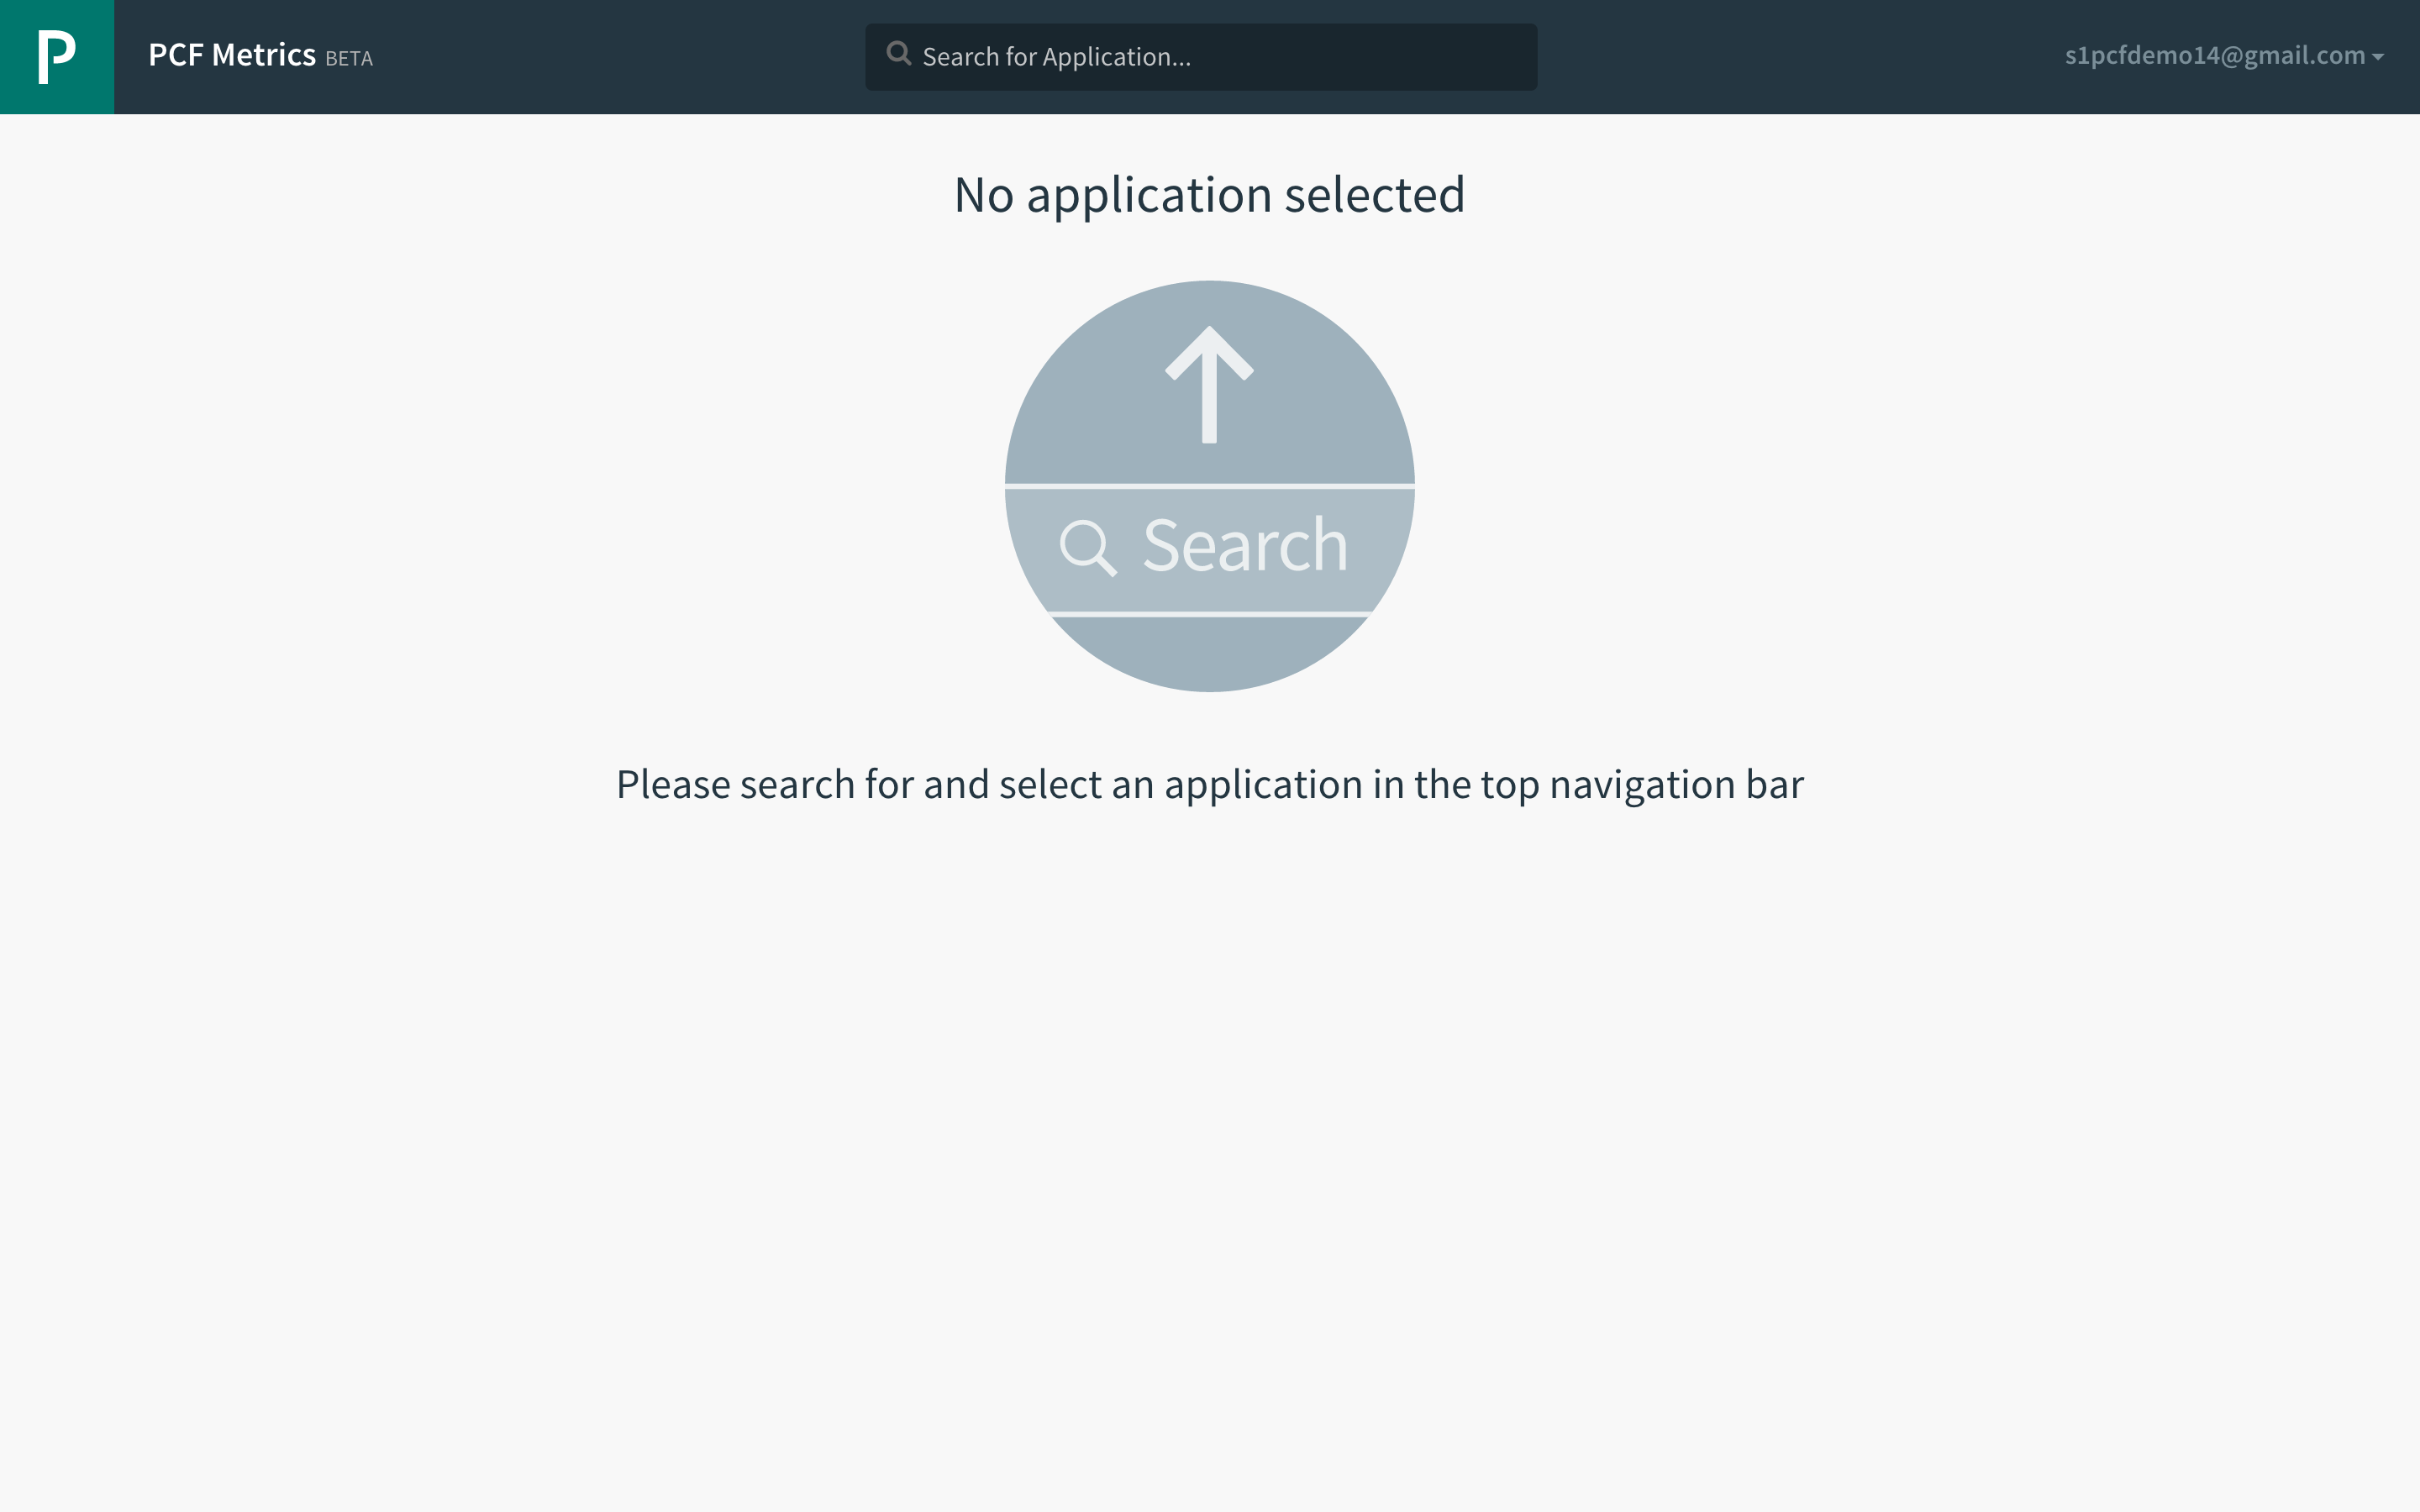 P
PCF Metrics BETA
Search for Application...
s1pcfdemo14@gmail.com
No application selected
Search
Please search for and select an application in the top navigation bar